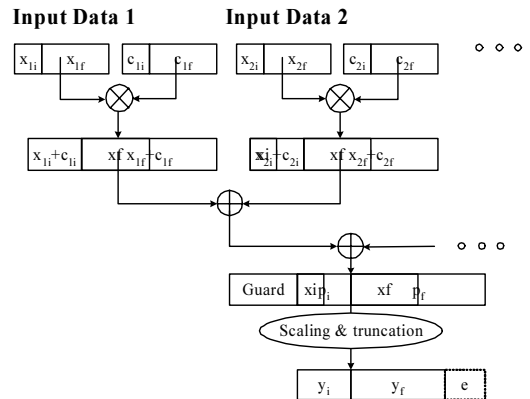 Input Data 1 Input Data 2
x1i x1f c1i c1f x2i x2f c2i c2f
x1i+c1i xf x1f+c1f x2i+c2i xf x2f+c2f
Guard xi pi xf pf
Scaling & truncation
yi yf e